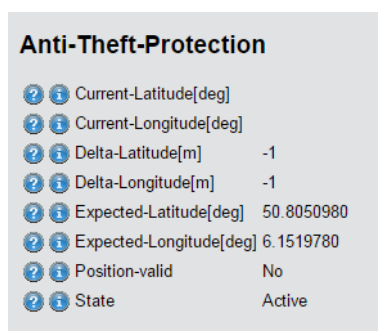 Anti-Theft-Protection
Current-Latitude[deg]
Current-Longitude[deg]
Delta-Latitude[m] -1
Delta-Longitude[m] -1
Expected-Latitude[deg] 50.8050980
Expected-Longitude[deg] 6.1519780
Position-valid No
State Active